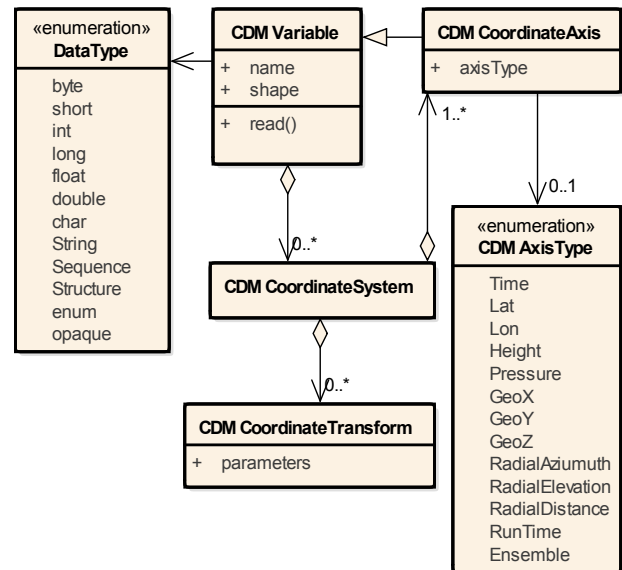 «enumeration»
DataType
byte
short
int
long
float
double
char
String
Sequence
Structure
enum
opaque
CDM Variable
+ name
+ shape
+ read()
CDM CoordinateAxis
+ axisType
1..*
0..1
0..*
CDM CoordinateSystem
0..*
CDM CoordinateTransform
+ parameters
«enumeration»
CDM AxisType
Time
Lat
Lon
Height
Pressure
GeoX
GeoY
GeoZ
RadialAziumuth
RadialElevation
RadialDistance
RunTime
Ensemble